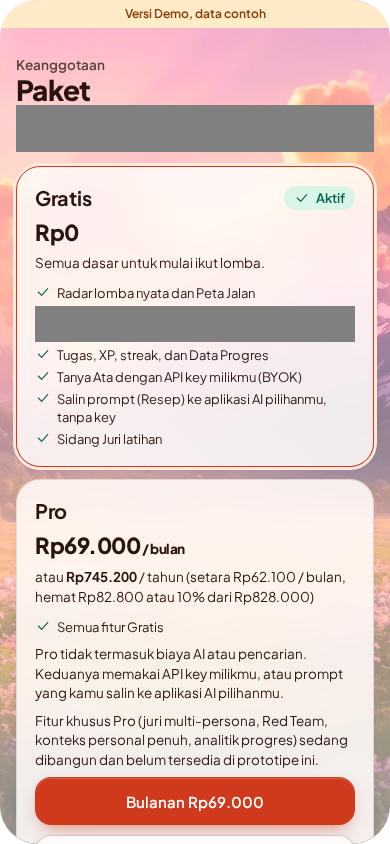 Versi Demo, data contoh
Keanggotaan
Paket
Gratis
Aktif
Rp0
Semua dasar untuk mulai ikut lomba.
Radar lomba nyata dan Peta Jalan
Tugas, XP, streak, dan Data Progres
Tanya Ata dengan API key milikmu (BYOK)
Salin prompt (Resep) ke aplikasi AI pilihanmu,
tanpa key
Sidang Juri latihan
Pro
Rp69.000 / bulan
atau Rp745.200 / tahun (setara Rp62.100 / bulan,
hemat Rp82.800 atau 10% dari Rp828.000)
Semua fitur Gratis
Pro tidak termasuk biaya AI atau pencarian.
Keduanya memakai API key milikmu, atau prompt
yang kamu salin ke aplikasi AI pilihanmu.
Fitur khusus Pro (juri multi-persona, Red Team,
konteks personal penuh, analitik progres) sedang
dibangun dan belum tersedia di prototipe ini.
Bulanan Rp69.000